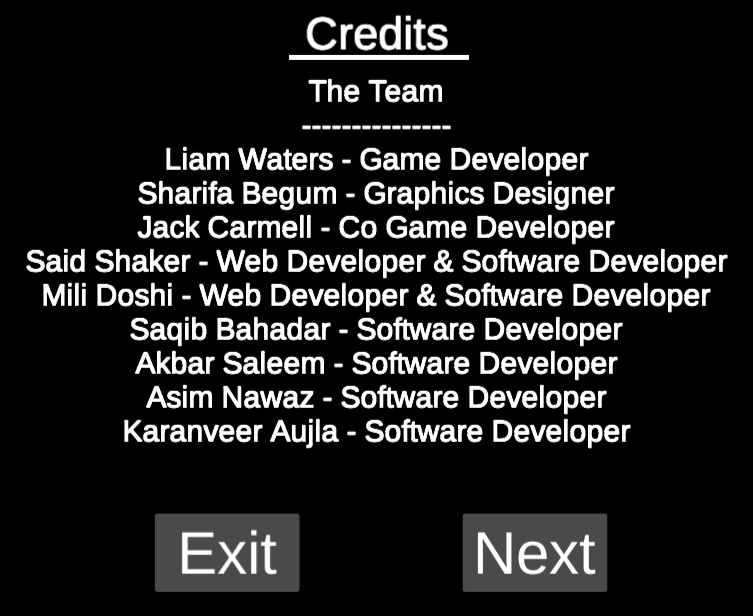 Credits
The Team
---------------
Liam Waters - Game Developer
Sharifa Begum - Graphics Designer
Jack Carmell - Co Game Developer
Said Shaker - Web Developer & Software Developer
Mili Doshi - Web Developer & Software Developer
Saqib Bahadar - Software Developer
Akbar Saleem - Software Developer
Asim Nawaz - Software Developer
Karanveer Aujla - Software Developer
Exit Next